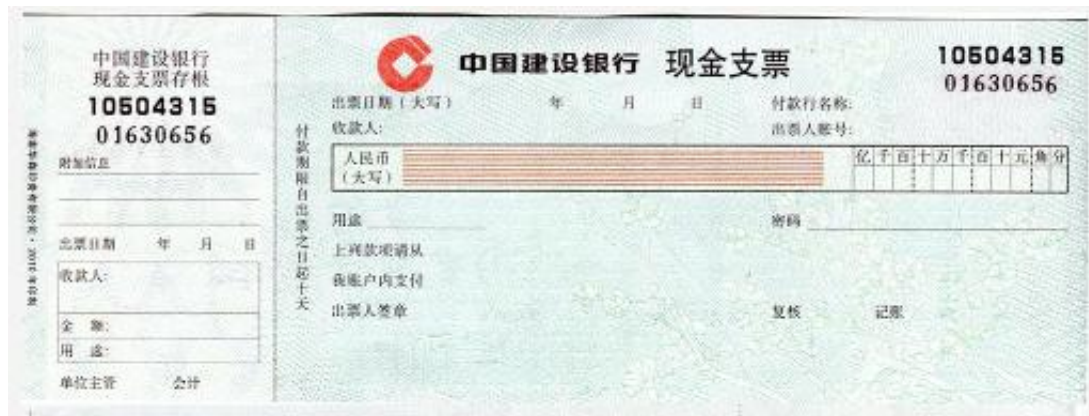 中国建设银行
现金支票存根
10504315
01630656
附加信息
出票日期 年 月 日
收款人:
金 额:
用 途:
单位主管 会计
付款期限自出票之日起十天
中国建设银行 现金支票
10504315
01630656
出票日期(大写) 年 月 日 付款行名称:
收款人: 出票人账号:
人民币
(大写)
亿千百十万千百十元角分
用途 密码
上列款项请从
我账户内支付
出票人签章 复核 记账